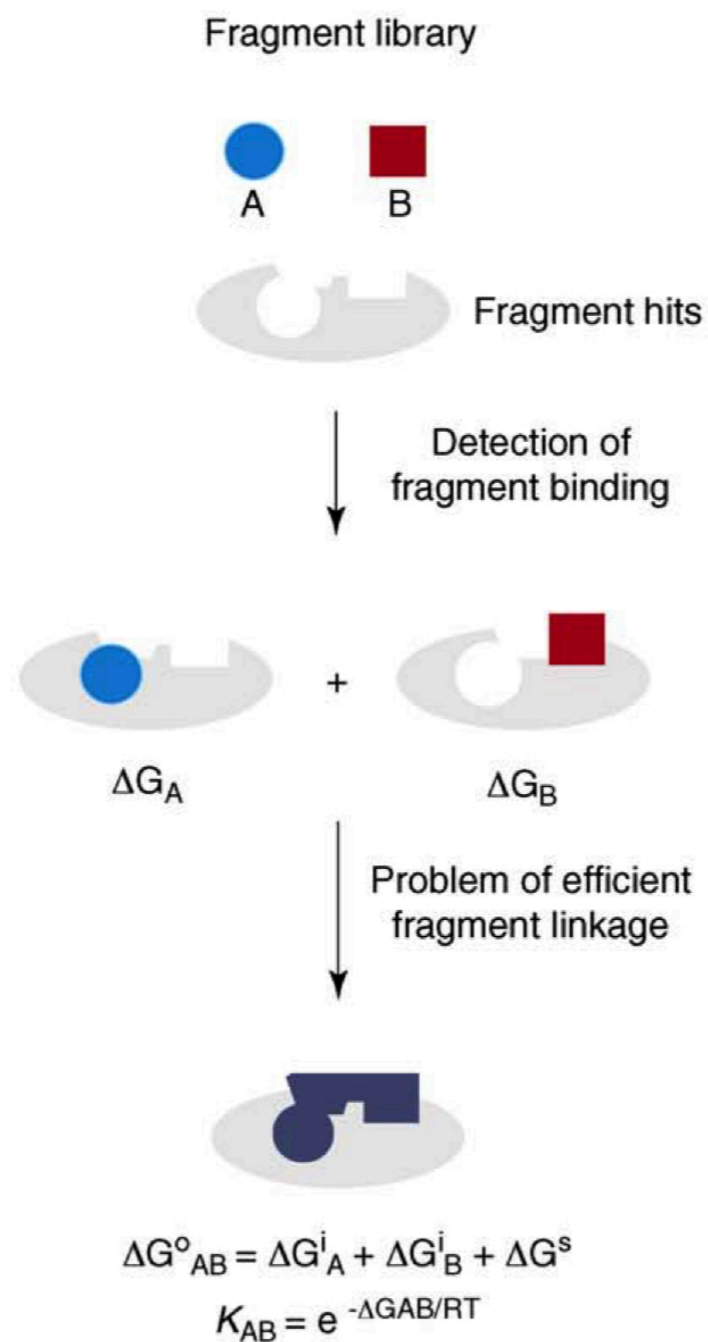 Fragment library
A B
Fragment hits
Detection of
fragment binding
+
ΔG_A ΔG_B
Problem of efficient
fragment linkage
ΔG°_AB = ΔG^i_A + ΔG^i_B + ΔG^s
K_AB = e^-ΔGAB/RT